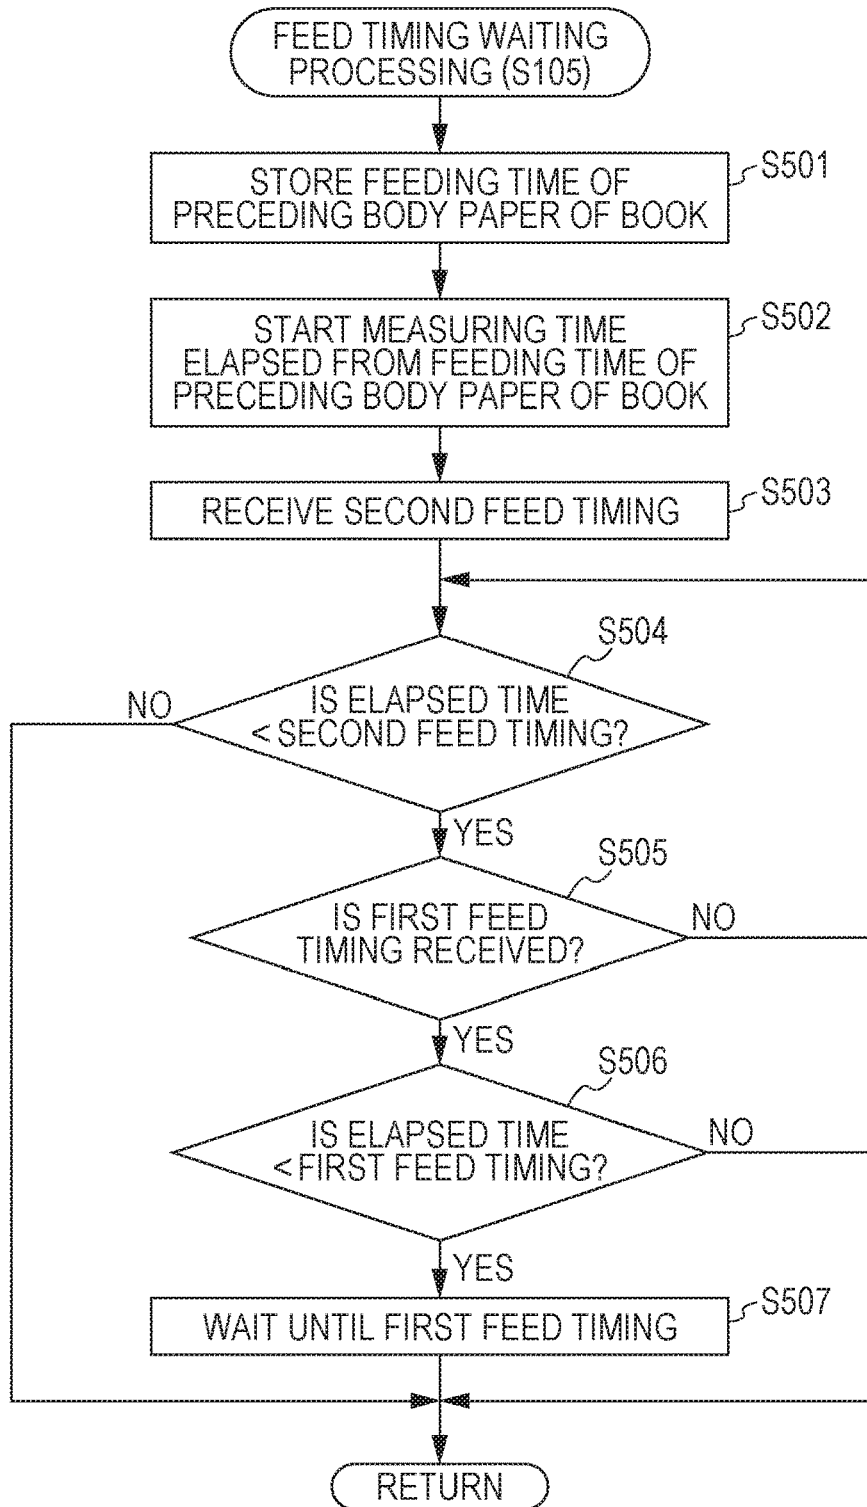 FEED TIMING WAITING
PROCESSING (S105)
S501
STORE FEEDING TIME OF
PRECEDING BODY PAPER OF BOOK
S502
START MEASURING TIME
ELAPSED FROM FEEDING TIME OF
PRECEDING BODY PAPER OF BOOK
S503
RECEIVE SECOND FEED TIMING
S504
IS ELAPSED TIME
< SECOND FEED TIMING?
NO
YES
S505
IS FIRST FEED
TIMING RECEIVED?
NO
YES
S506
IS ELAPSED TIME
< FIRST FEED TIMING?
NO
YES
S507
WAIT UNTIL FIRST FEED TIMING
RETURN